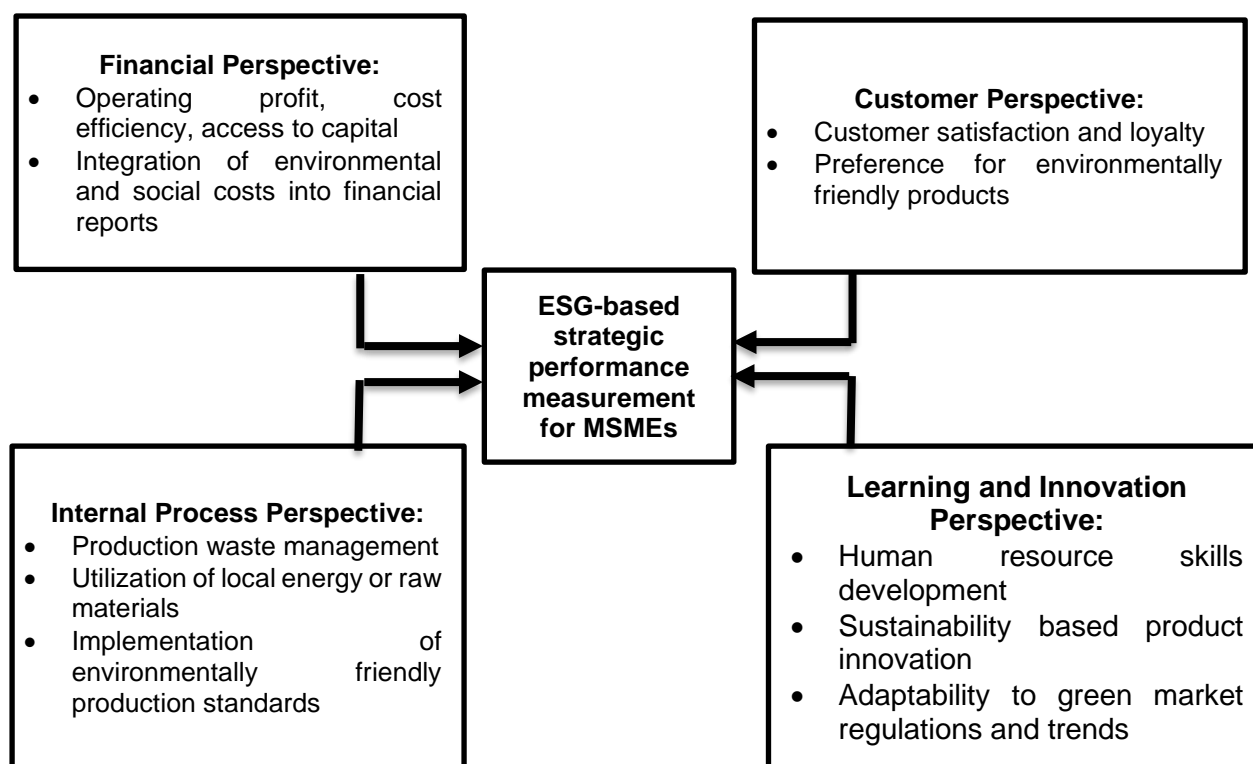 Financial Perspective:
• Operating profit, cost
efficiency, access to capital
• Integration of environmental
and social costs into financial
reports
Customer Perspective:
• Customer satisfaction and loyalty
• Preference for environmentally
friendly products
ESG-based
strategic
performance
measurement
for MSMEs
Internal Process Perspective:
• Production waste management
• Utilization of local energy or raw
materials
• Implementation of
environmentally friendly
production standards
Learning and Innovation
Perspective:
• Human resource skills
development
• Sustainability based product
innovation
• Adaptability to green market
regulations and trends